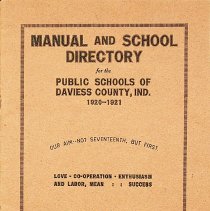 MANUAL AND SCHOOL
DIRECTORY
for the
PUBLIC SCHOOLS OF
DAVIESS COUNTY, IND.
1920-1921
OUR AIM—NOT SEVENTEENTH, BUT FIRST
LOVE - CO-OPERATION - ENTHUSIASM
AND LABOR, MEAN : : SUCCESS